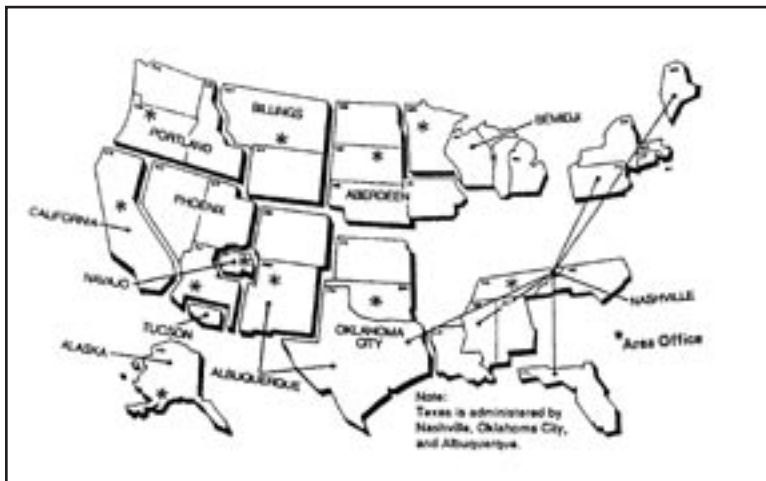 BILLINGS
PORTLAND
BEMIDJI
ABERDEEN
PHOENIX
CALIFORNIA
NAVAJO
TUCSON
ALASKA
ALBUQUERQUE
OKLAHOMA
CITY
NASHVILLE
*Area Office
Note:
Texas is administered by
Nashville, Oklahoma City,
and Albuquerque.